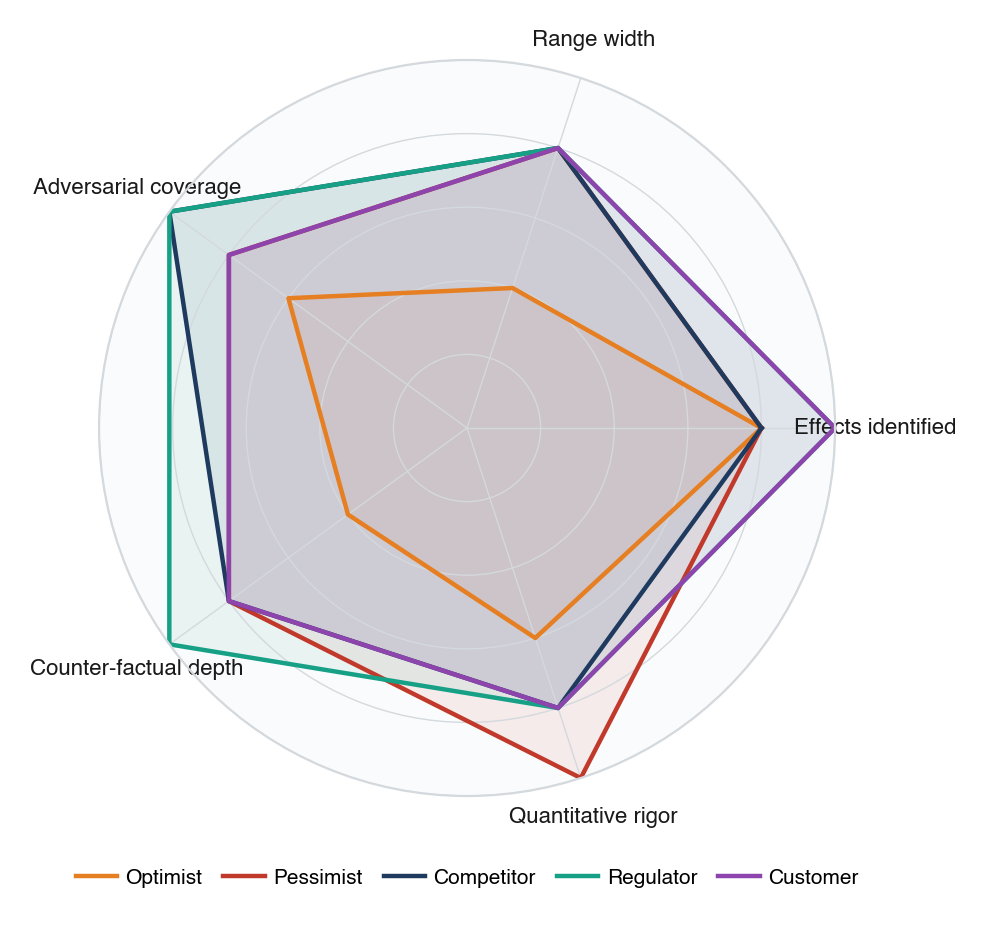 Range width
Adversarial coverage
Effects identified
Counter-factual depth
Quantitative rigor
Optimist Pessimist Competitor Regulator Customer